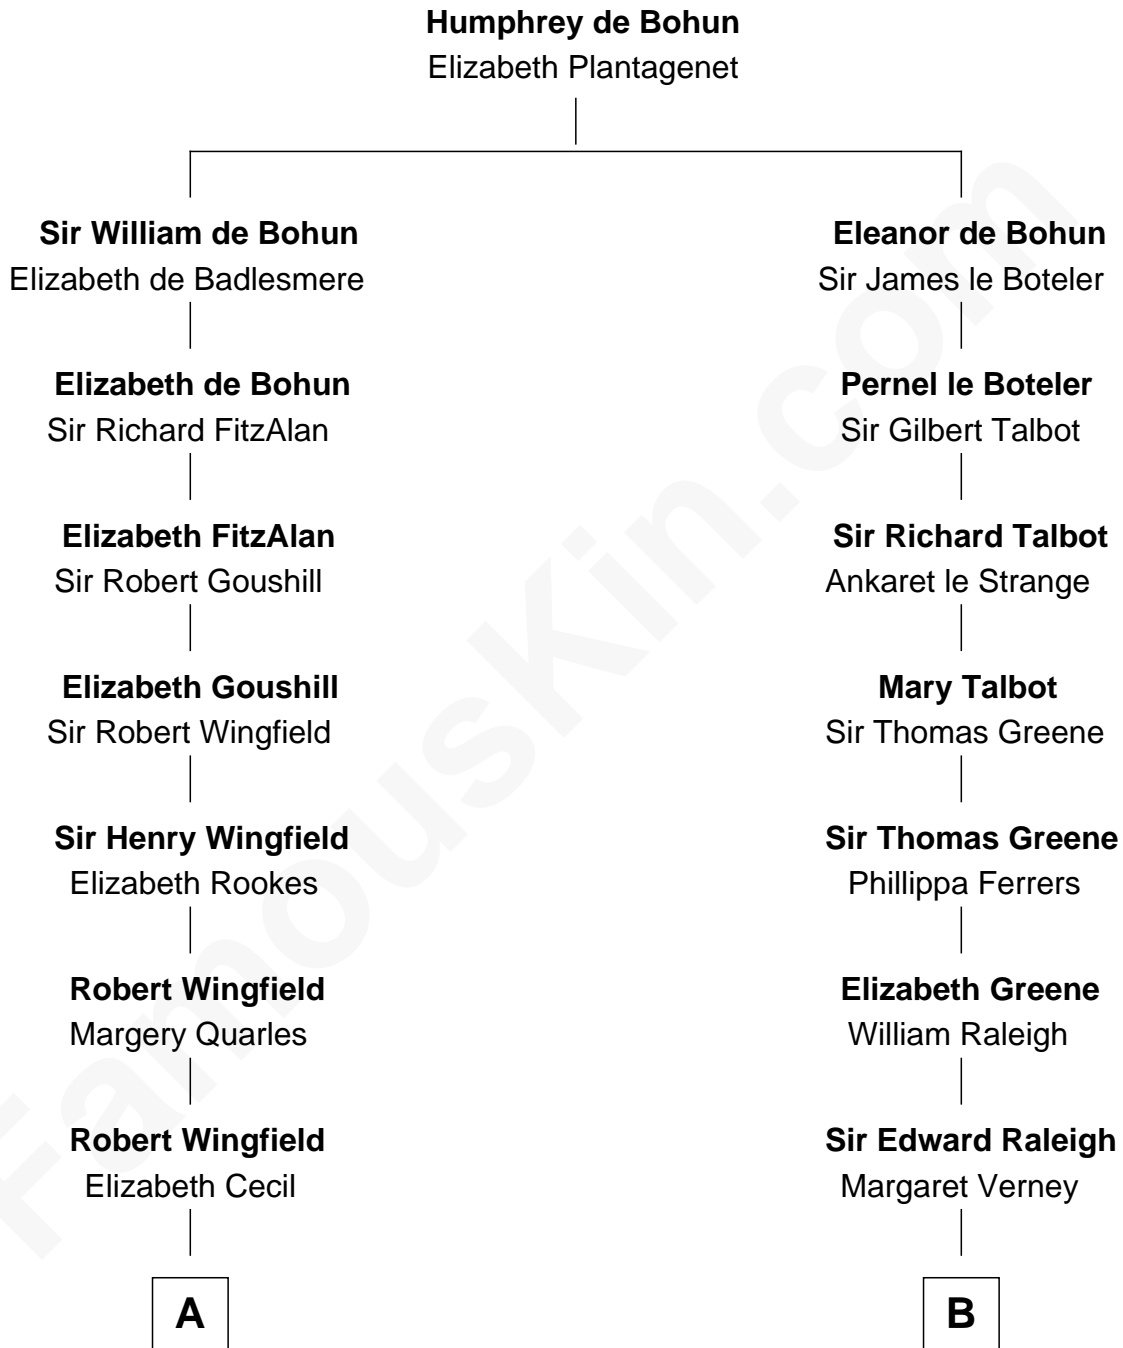 Humphrey de Bohun
Elizabeth Plantagenet
Sir William de Bohun
Elizabeth de Badlesmere
Eleanor de Bohun
Sir James le Boteler
Elizabeth de Bohun
Sir Richard FitzAlan
Pernel le Boteler
Sir Gilbert Talbot
Elizabeth FitzAlan
Sir Robert Goushill
Sir Richard Talbot
Ankaret le Strange
Elizabeth Goushill
Sir Robert Wingfield
Mary Talbot
Sir Thomas Greene
Sir Henry Wingfield
Elizabeth Rookes
Sir Thomas Greene
Phillippa Ferrers
Robert Wingfield
Margery Quarles
Elizabeth Greene
William Raleigh
Robert Wingfield
Elizabeth Cecil
Sir Edward Raleigh
Margaret Verney
A
B
FamousKin.com